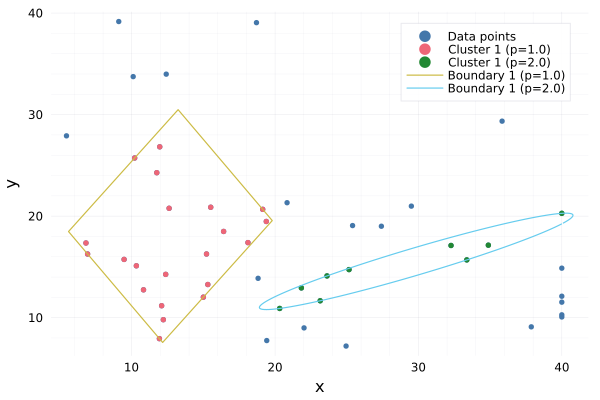 40
30
20
10
y
10
20
30
40
x
Data points
Cluster 1 (p=1.0)
Cluster 1 (p=2.0)
Boundary 1 (p=1.0)
Boundary 1 (p=2.0)